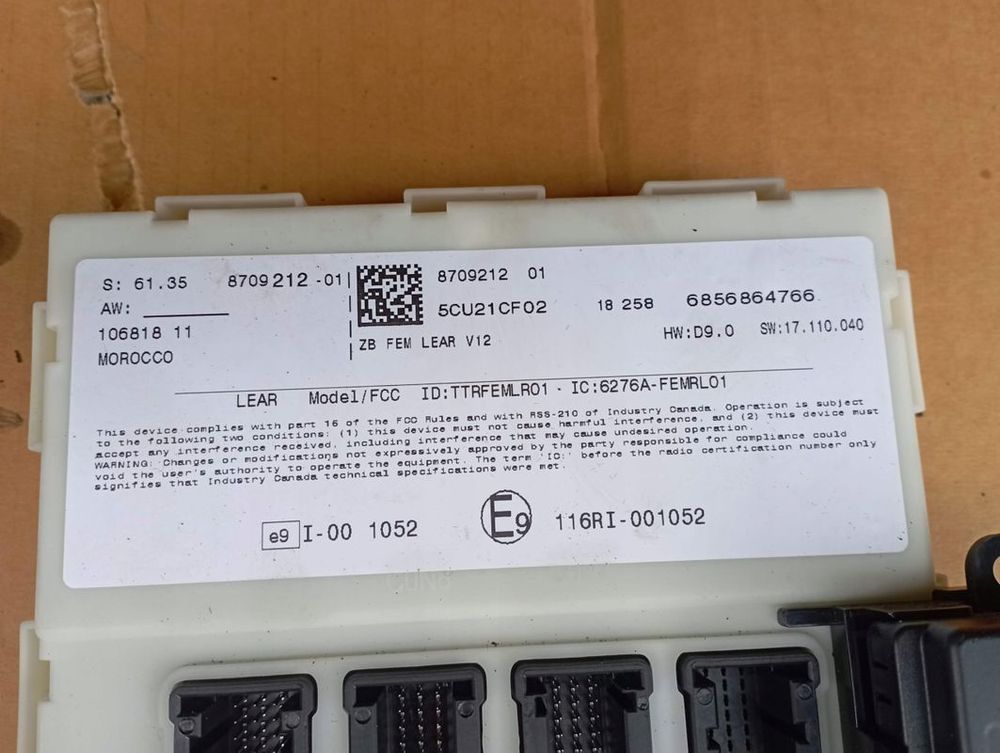 S: 61.35 8709 212 -01
AW:
106818 11
MOROCCO
8709212 01
5CU21CF02
ZB FEM LEAR V12
18 258 6856864766
HW:D9.0 SW:17.110.040
LEAR Model/FCC ID:TTRFEMLR01 - IC:6276A-FEMRL01
This device complies with part 16 of the FCC Rules and with RSS-210 of Industry Canada. Operation is subject
to the following two conditions: (1) this device must not cause harmful interference, and (2) this device must
accept any interference received, including interference that may cause undesired operation.
WARNING: Changes or modifications not expressively approved by the party responsible for compliance could
void the user's authority to operate the equipment. The term 'IC:' before the radio certification number only
signifies that Industry Canada technical specifications were met.
e9 I-00 1052
E9 116RI-001052